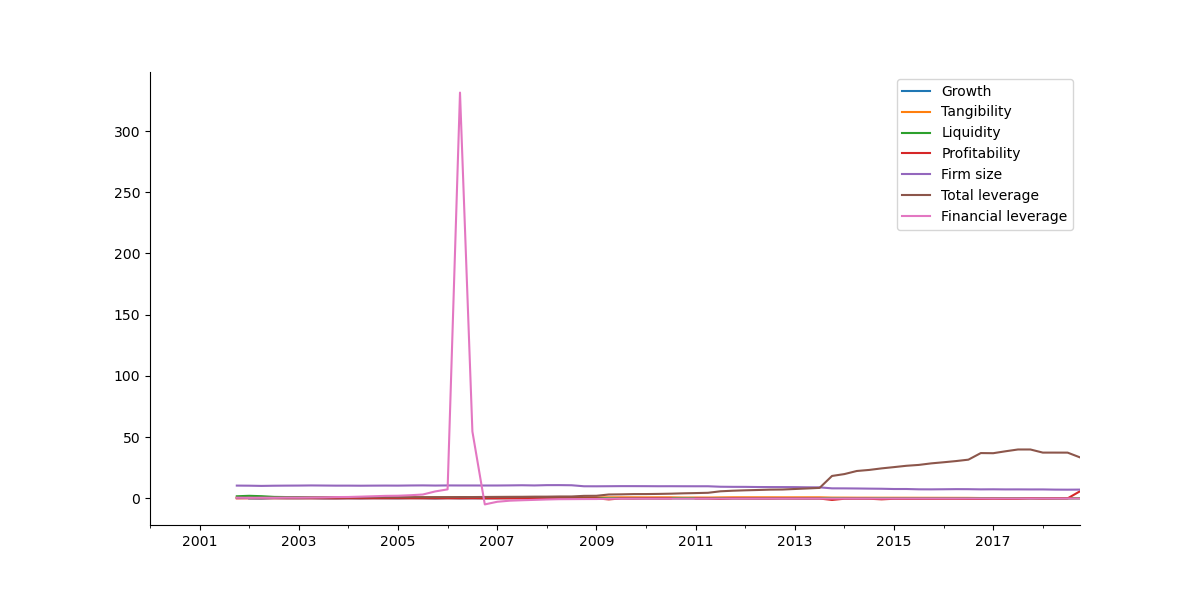 300
250
200
150
100
50
0
2001 2003 2005 2007 2009 2011 2013 2015 2017
Growth
Tangibility
Liquidity
Profitability
Firm size
Total leverage
Financial leverage